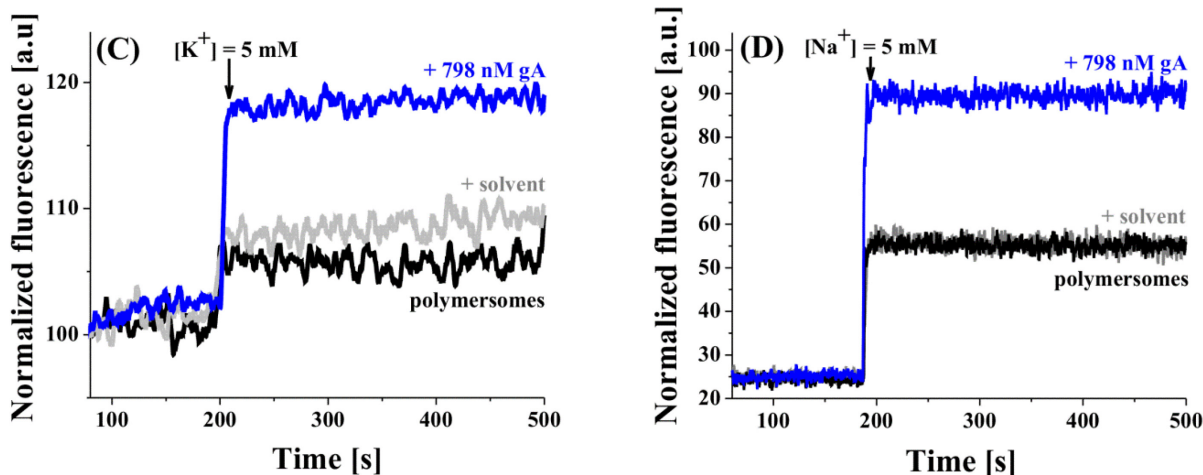 (C)
[K+] = 5 mM
+ 798 nM gA
+ solvent
polymersomes
Normalized fluorescence [a.u]
120
110
100
100
200
300
400
500
Time [s]
(D)
[Na+] = 5 mM
+ 798 nM gA
+ solvent
polymersomes
Normalized fluorescence [a.u.]
100
90
80
70
60
50
40
30
20
100
200
300
400
500
Time [s]